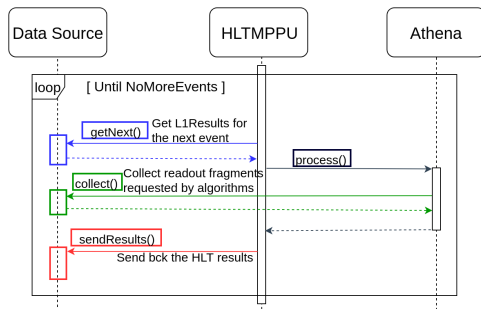 Data Source
HLTMPPU
Athena
loop
[ Until NoMoreEvents ]
getNext()
Get L1Results for
the next event
process()
collect()
Collect readout fragments
requested by algorithms
sendResults()
Send bck the HLT results